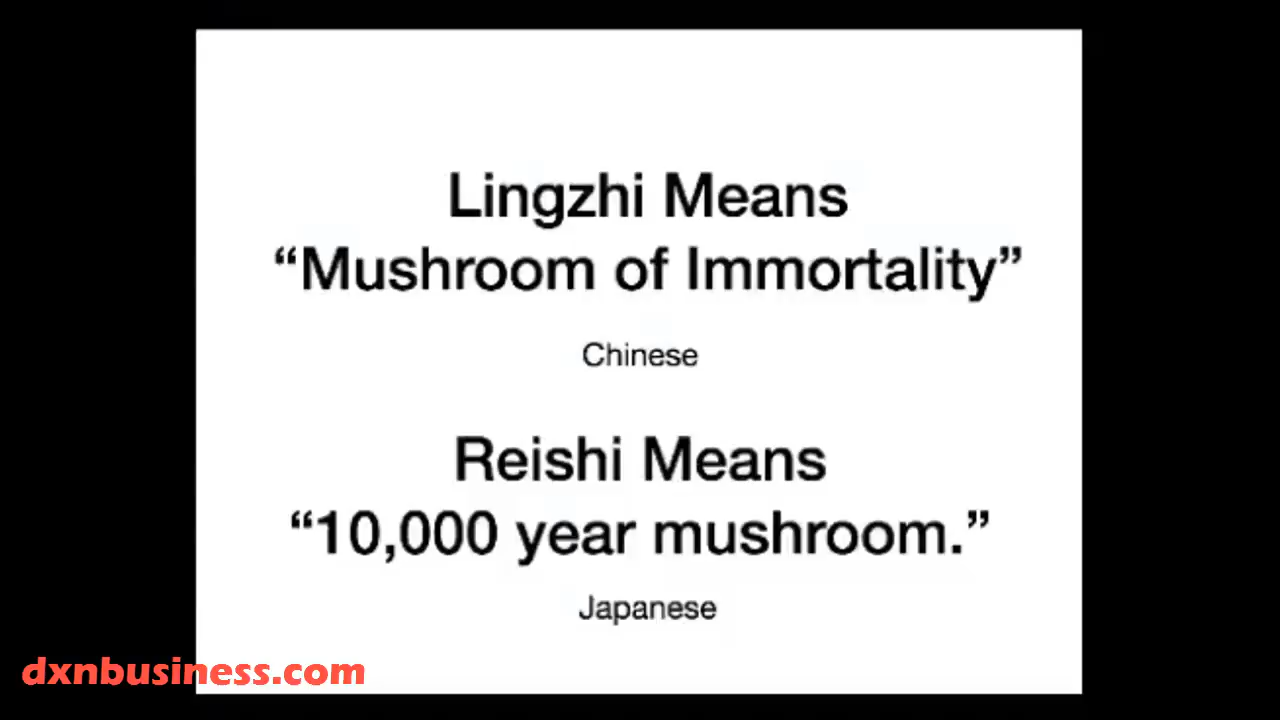 Lingzhi Means
“Mushroom of Immortality”
Chinese
Reishi Means
“10,000 year mushroom.”
Japanese
dxnbusiness.com